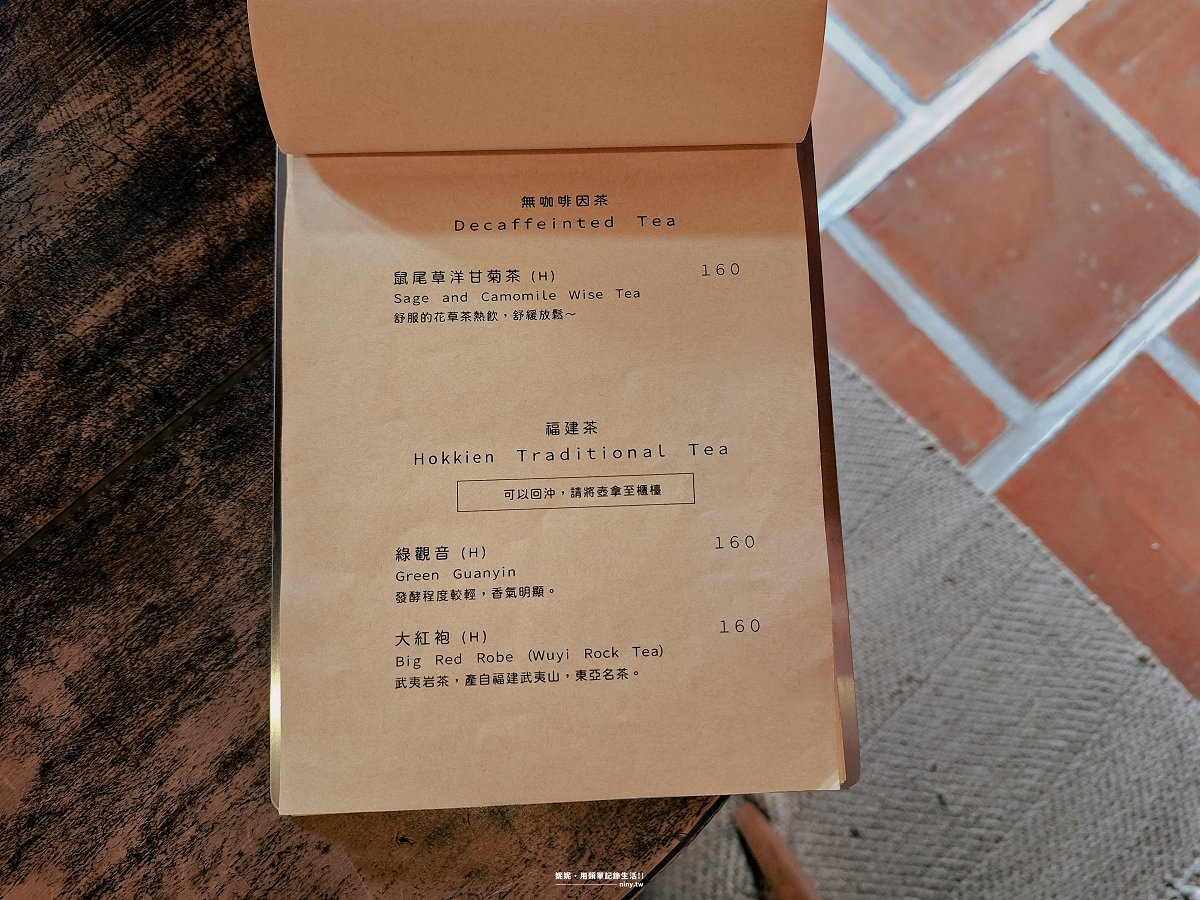 無咖啡因茶
Decaffeinted Tea
鼠尾草洋甘菊茶 (H) 160
Sage and Camomile Wise Tea
舒服的花草茶熱飲，舒緩放鬆～
福建茶
Hokkien Traditional Tea
可以回沖，請將壺拿至櫃檯
綠觀音 (H) 160
Green Guanyin
發酵程度較輕，香氣明顯。
大紅袍 (H) 160
Big Red Robe (Wuyi Rock Tea)
武夷岩茶，產自福建武夷山，東亞名茶。
妮妮・用鏡單記錄生活!!
niny.tw